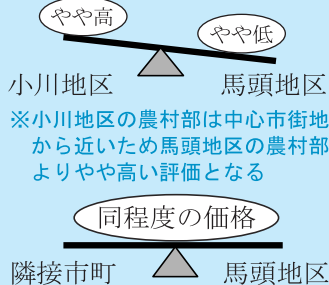 やや高
やや低
小川地区 馬頭地区
※小川地区の農村部は中心市街地
から近いため馬頭地区の農村部
よりやや高い評価となる
同程度の価格
隣接市町 馬頭地区